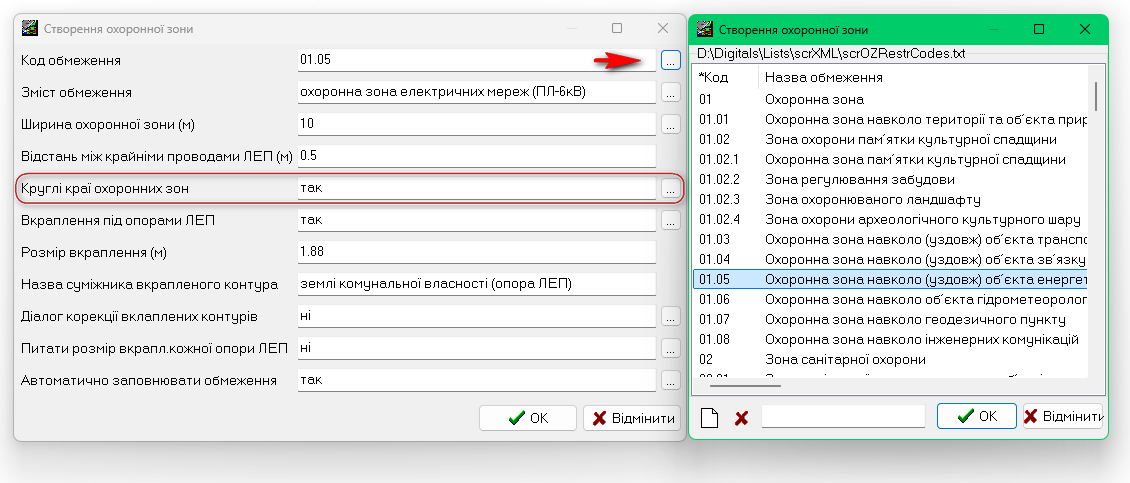 Створення охоронної зони
Код обмеження 01.05 ...
Зміст обмеження охоронна зона електричних мереж (ПЛ-6кВ) ...
Ширина охоронної зони (м) 10 ...
Відстань між крайніми проводами ЛЕП (м) 0.5
Круглі краї охоронних зон так ...
Вкраплення під опорами ЛЕП так ...
Розмір вкраплення (м) 1.88
Назва суміжника вкрапленого контура землі комунальної власності (опора ЛЕП)
Діалог корекції вклаплених контурів ні ...
Питати розмір вкрапл.кожної опори ЛЕП ні ...
Автоматично заповнювати обмеження так ...
OK Відмінити
Створення охоронної зони
D:\Digitals\Lists\scrXML\scrOZRestrCodes.txt
*Код Назва обмеження
01 Охоронна зона
01.01 Охоронна зона навколо території та об´єкта прир
01.02 Зона охорони пам´ятки культурної спадщини
01.02.1 Охоронна зона пам´ятки культурної спадщини
01.02.2 Зона регулювання забудови
01.02.3 Зона охоронюваного ландшафту
01.02.4 Зона охорони археологічного культурного шару
01.03 Охоронна зона навколо (уздовж) об´єкта транспо
01.04 Охоронна зона навколо (уздовж) об´єкта зв´язку
01.05 Охоронна зона навколо (уздовж) об´єкта енергет
01.06 Охоронна зона навколо об´єкта гідрометеоролог
01.07 Охоронна зона навколо геодезичного пункту
01.08 Охоронна зона навколо інженерних комунікацій
02 Зона санітарної охорони
OK Відмінити